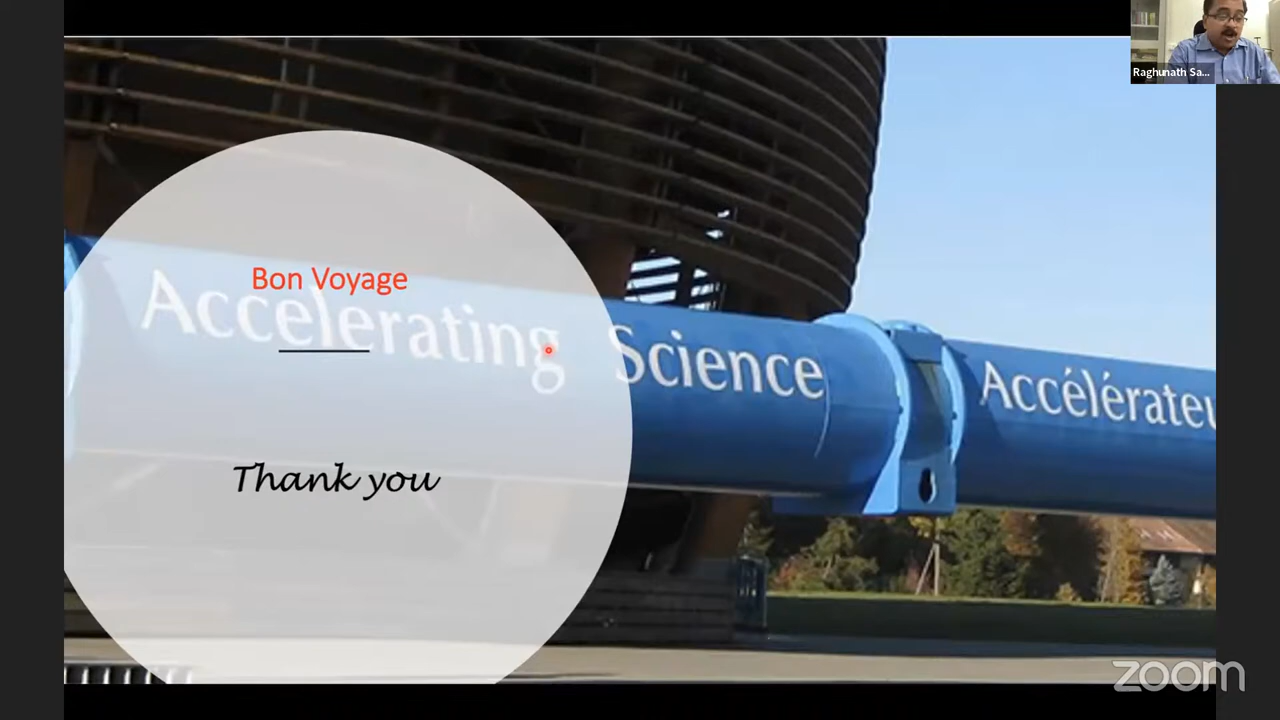 Raghunath Sa...
Bon Voyage
Accelerating Science
Accélérateu
Thank you
zoom